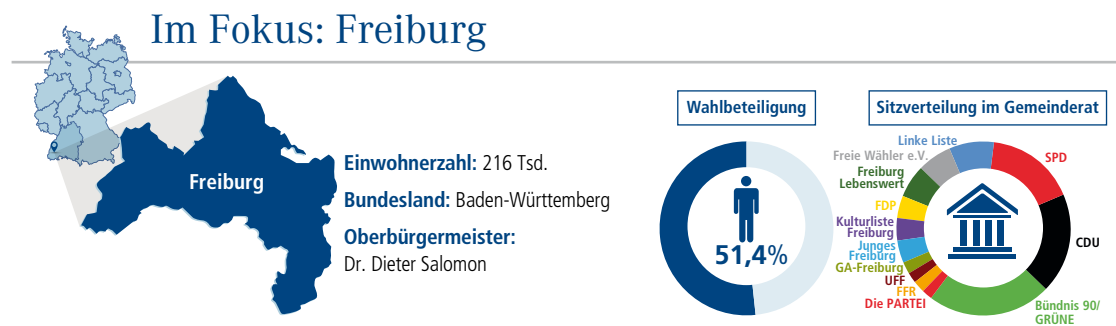 Im Fokus: Freiburg
Freiburg
Einwohnerzahl: 216 Tsd.
Bundesland: Baden-Württemberg
Oberbürgermeister:
Dr. Dieter Salomon
Wahlbeteiligung
51,4%
Sitzverteilung im Gemeinderat
Linke Liste
Freie Wähler e.V.
Freiburg
Lebenswert
FDP
Kulturliste
Freiburg
Junges
Freiburg
GA-Freiburg
UFF
FFR
Die PARTEI
SPD
CDU
Bündnis 90/
GRÜNE